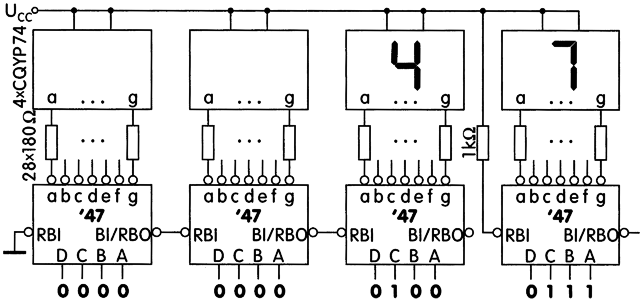 UCC
4×CQYP74
4 7
a ... g a ... g a ... g a ... g
28×180Ω
... ... ... 1kΩ ...
abcdefg abcdefg abcdefg abcdefg
'47 '47 '47 '47
RBI BI/RBO RBI BI/RBO RBI BI/RBO RBI BI/RBO
D C B A D C B A D C B A D C B A
0 0 0 0 0 0 0 0 0 1 0 0 0 1 1 1